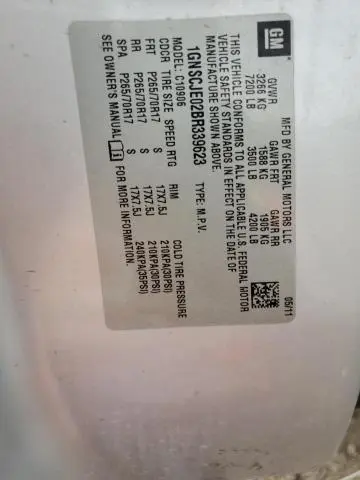 GM
MFD BY GENERAL MOTORS LLC
05/11
GVWR GAWR FRT GAWR RR
3266 KG 1588 KG 1905 KG
7200 LB 3500 LB 4200 LB
THIS VEHICLE CONFORMS TO ALL APPLICABLE U.S. FEDERAL MOTOR
VEHICLE SAFETY STANDARDS IN EFFECT ON THE DATE OF
MANUFACTURE SHOWN ABOVE.
1GNSCJE02BR339623 TYPE: M.P.V.
MODEL: C10906
CDCR TIRE SIZE SPEED RTG RIM COLD TIRE PRESSURE
FRT P265/70R17 S 17X7.5J 210KPA(30PSI)
RR P265/70R17 S 17X7.5J 210KPA(30PSI)
SPA P265/70R17 S 17X7.5J 240KPA(35PSI)
SEE OWNER'S MANUAL FOR MORE INFORMATION